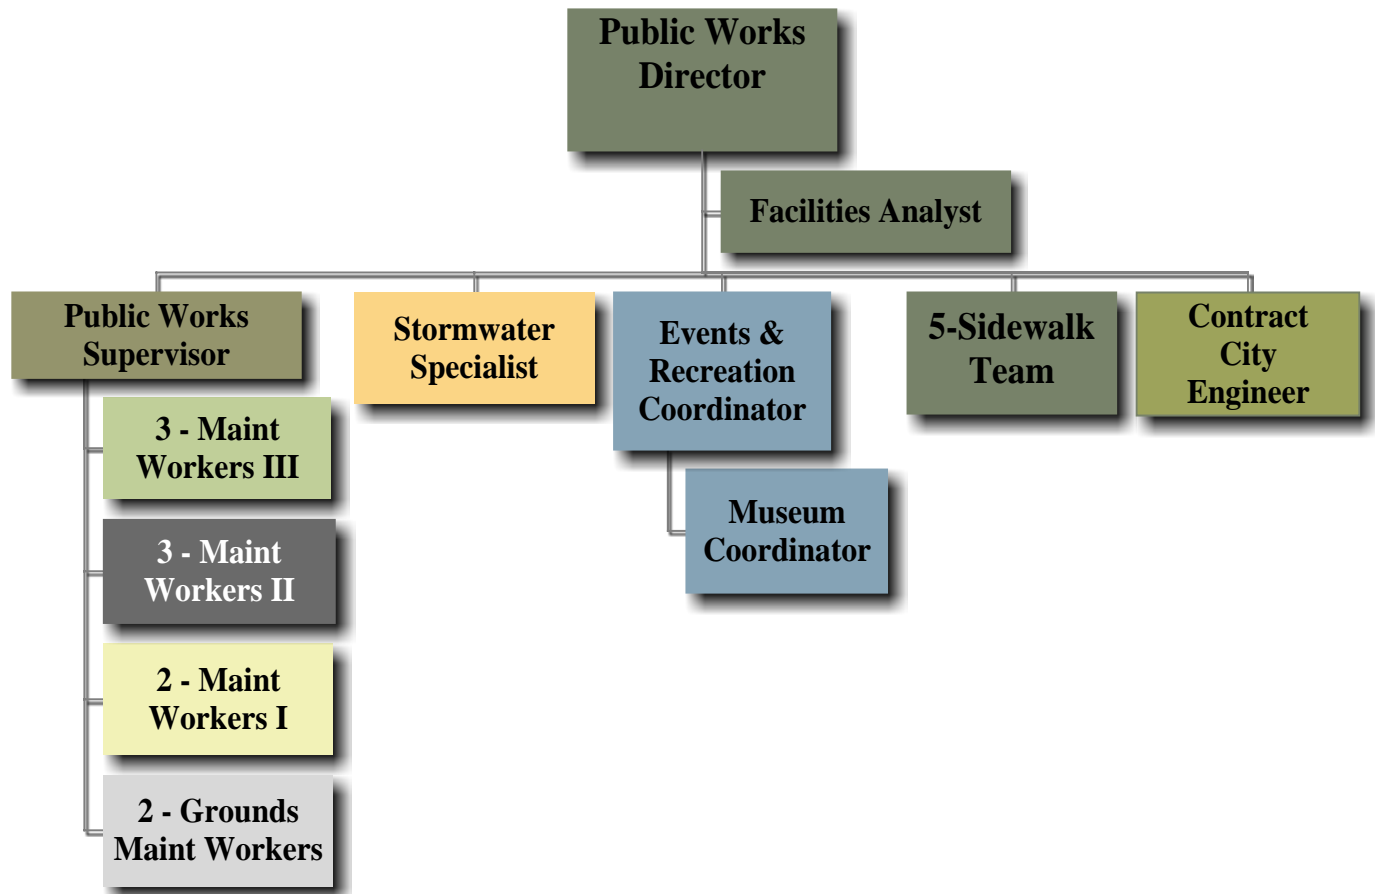 Public Works
Director
Facilities Analyst
Public Works
Supervisor
Stormwater
Specialist
Events &
Recreation
Coordinator
5-Sidewalk
Team
Contract
City
Engineer
3 - Maint
Workers III
3 - Maint
Workers II
2 - Maint
Workers I
2 - Grounds
Maint Workers
Museum
Coordinator